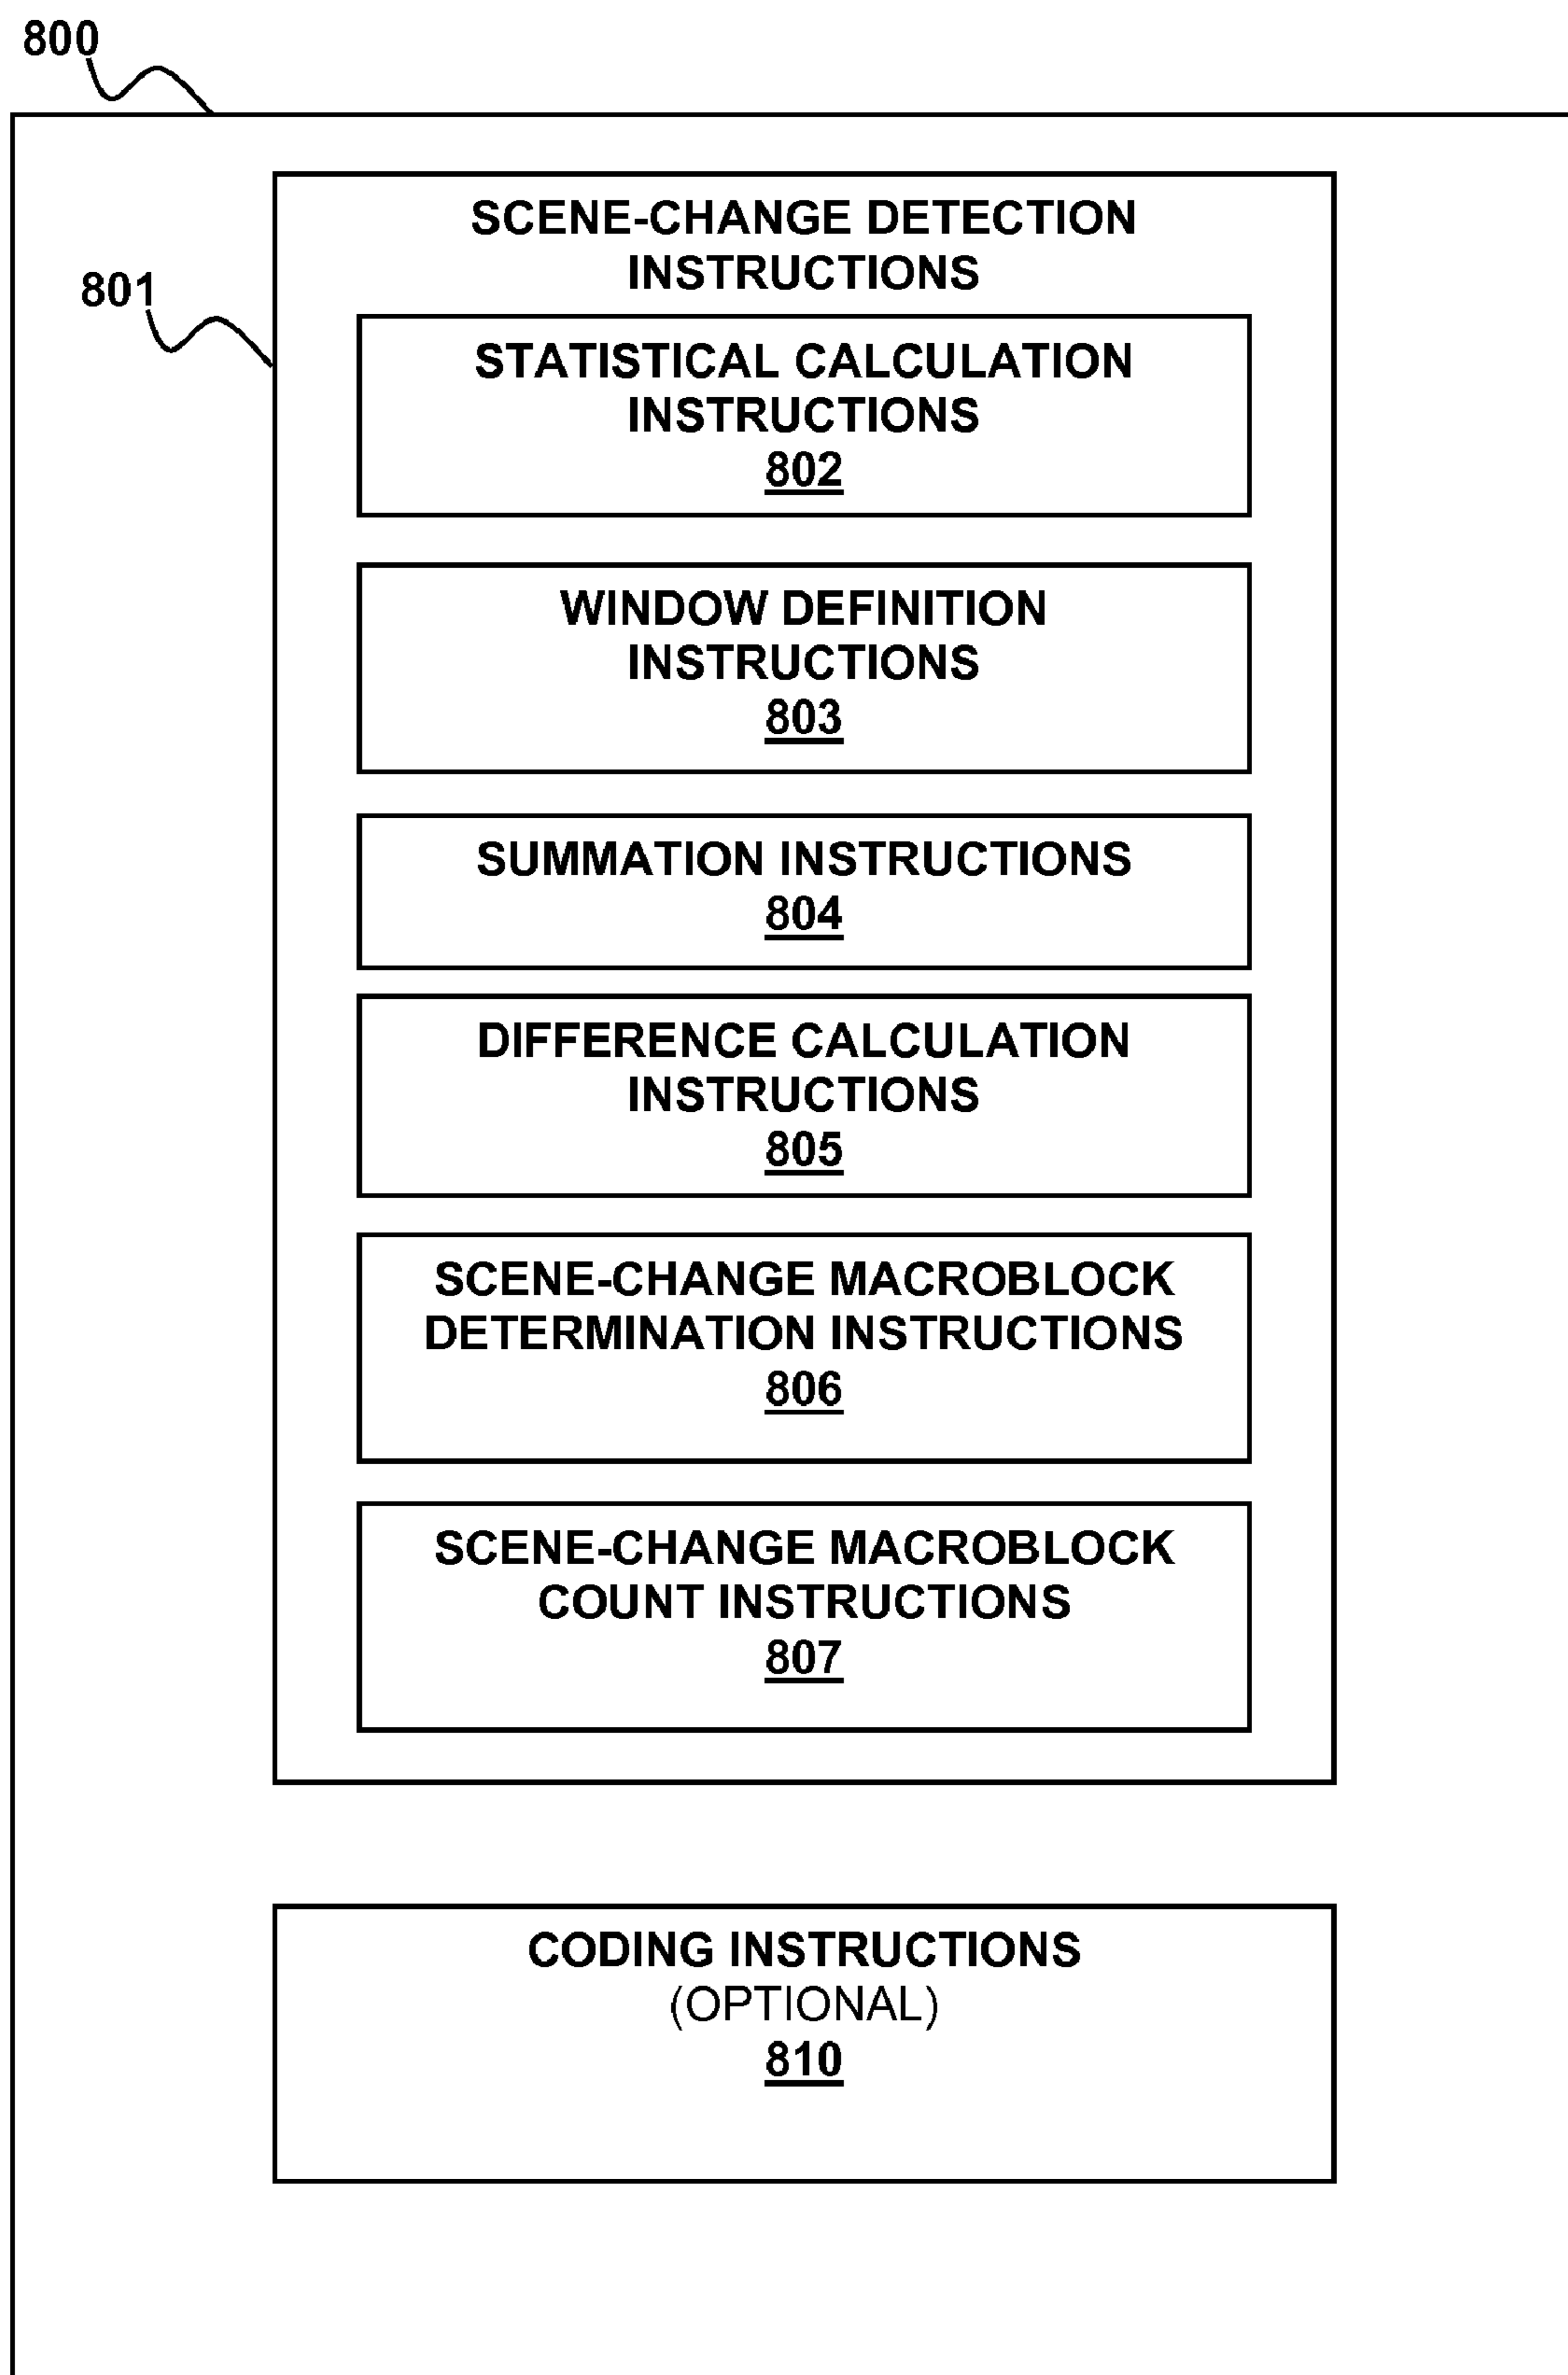 800
SCENE-CHANGE DETECTION
INSTRUCTIONS
801
STATISTICAL CALCULATION
INSTRUCTIONS
802
WINDOW DEFINITION
INSTRUCTIONS
803
SUMMATION INSTRUCTIONS
804
DIFFERENCE CALCULATION
INSTRUCTIONS
805
SCENE-CHANGE MACROBLOCK
DETERMINATION INSTRUCTIONS
806
SCENE-CHANGE MACROBLOCK
COUNT INSTRUCTIONS
807
CODING INSTRUCTIONS
(OPTIONAL)
810